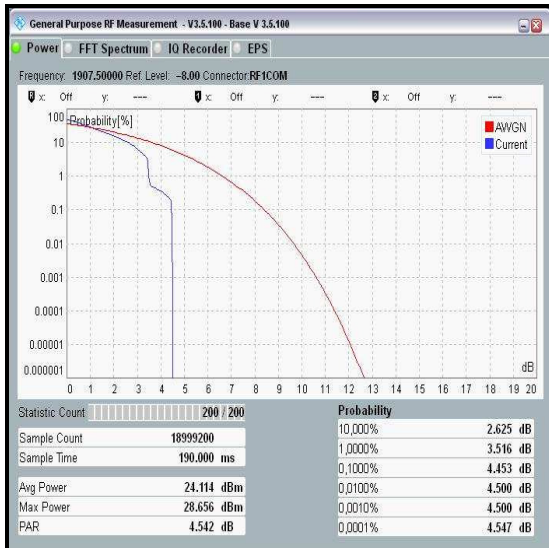 General Purpose RF Measurement - V3.5.100 - Base V 3.5.100
Power FFT Spectrum IQ Recorder EPS
Frequency: 1907.50000 Ref. Level: -8.00 Connector:RF1COM
R x: Off y: --- 1 x: Off y: --- 2 x: Off y: ---
Probability[%]
AWGN
Current
100
10
1
0.1
0.01
0.001
0.0001
0.00001
0.000001
dB
0 1 2 3 4 5 6 7 8 9 10 11 12 13 14 15 16 17 18 19 20
Statistic Count 200 / 200
Sample Count 18999200
Sample Time 190.000 ms
Avg Power 24.114 dBm
Max Power 28.656 dBm
PAR 4.542 dB
Probability
10,000% 2.625 dB
1,0000% 3.516 dB
0,1000% 4.453 dB
0,0100% 4.500 dB
0,0010% 4.500 dB
0,0001% 4.547 dB